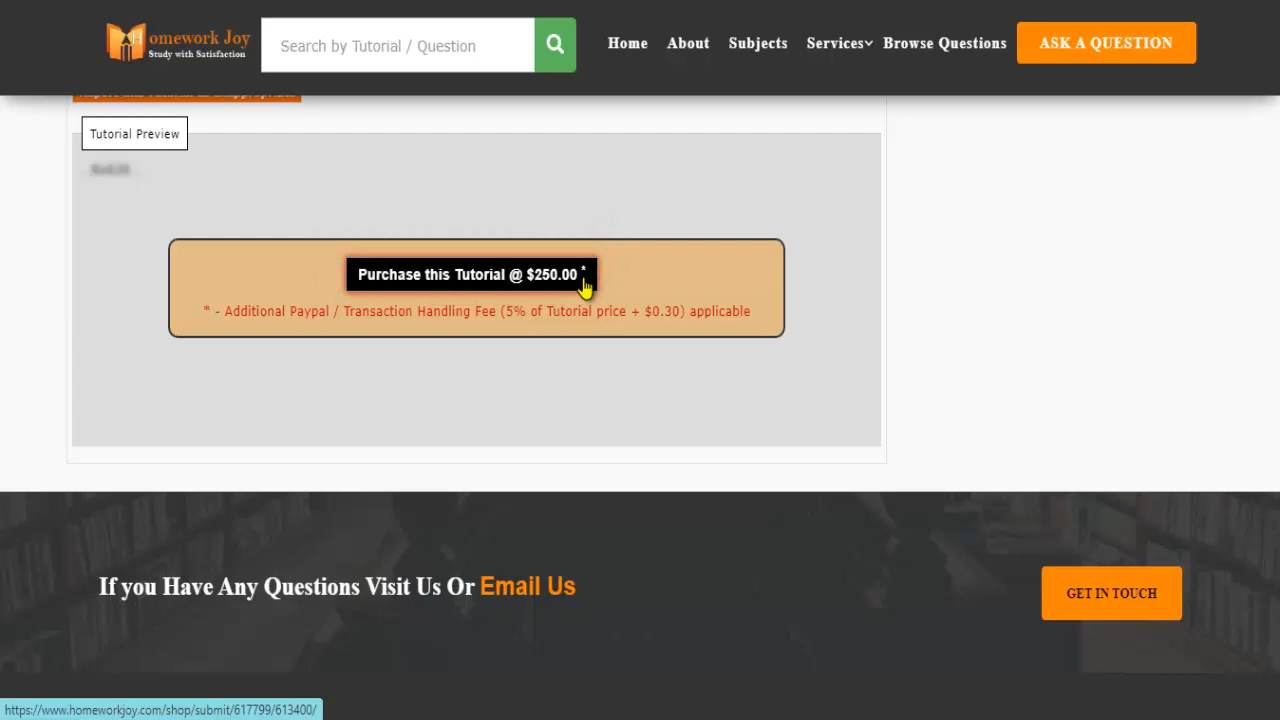 Homework Joy
Study with Satisfaction
Search by Tutorial / Question
Home About Subjects Services Browse Questions ASK A QUESTION
Tutorial Preview
Purchase this Tutorial @ $250.00 *
* - Additional Paypal / Transaction Handling Fee (5% of Tutorial price + $0.30) applicable
If you Have Any Questions Visit Us Or Email Us
GET IN TOUCH
https://www.homeworkjoy.com/shop/submit/617799/613400/